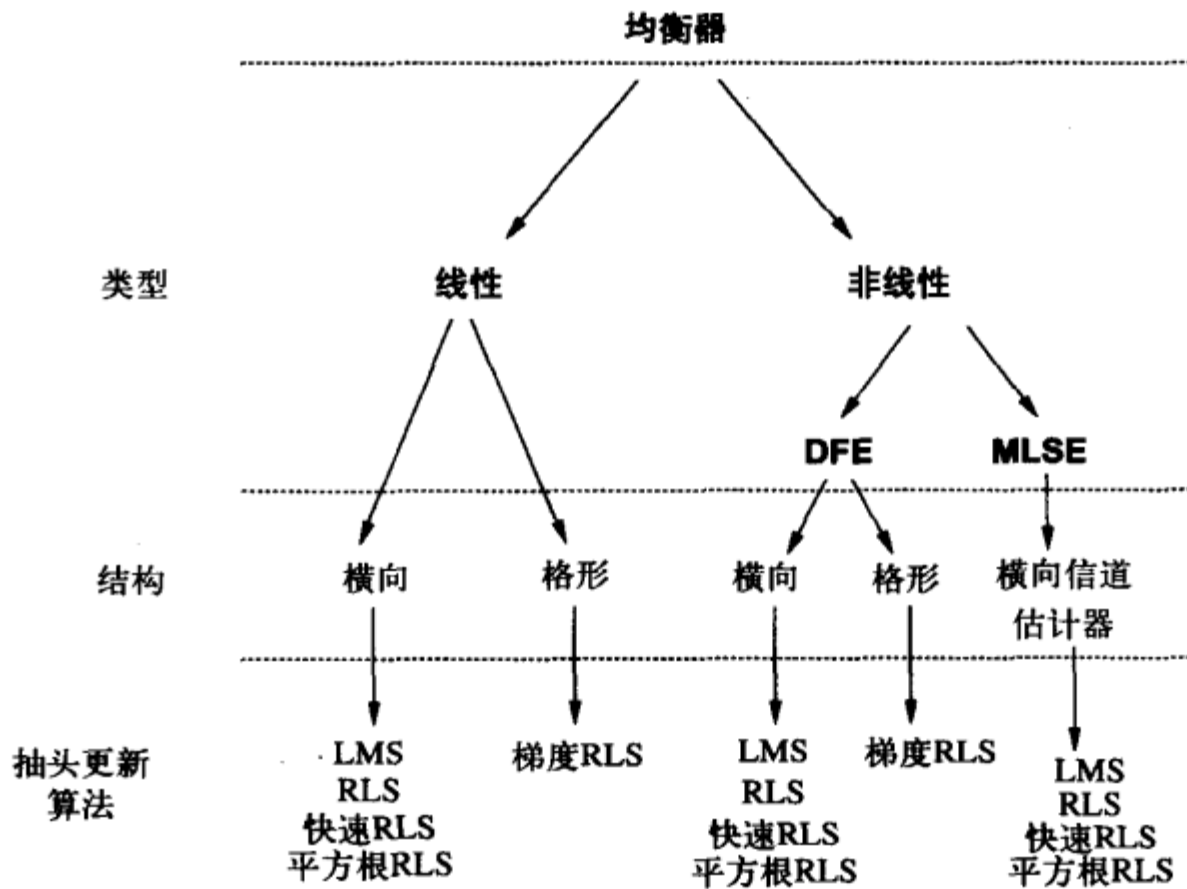 均衡器
类型
线性
非线性
DFE
MLSE
结构
横向
格形
横向
格形
横向信道
估计器
抽头更新
算法
LMS
RLS
快速RLS
平方根RLS
梯度RLS
LMS
RLS
快速RLS
平方根RLS
梯度RLS
LMS
RLS
快速RLS
平方根RLS